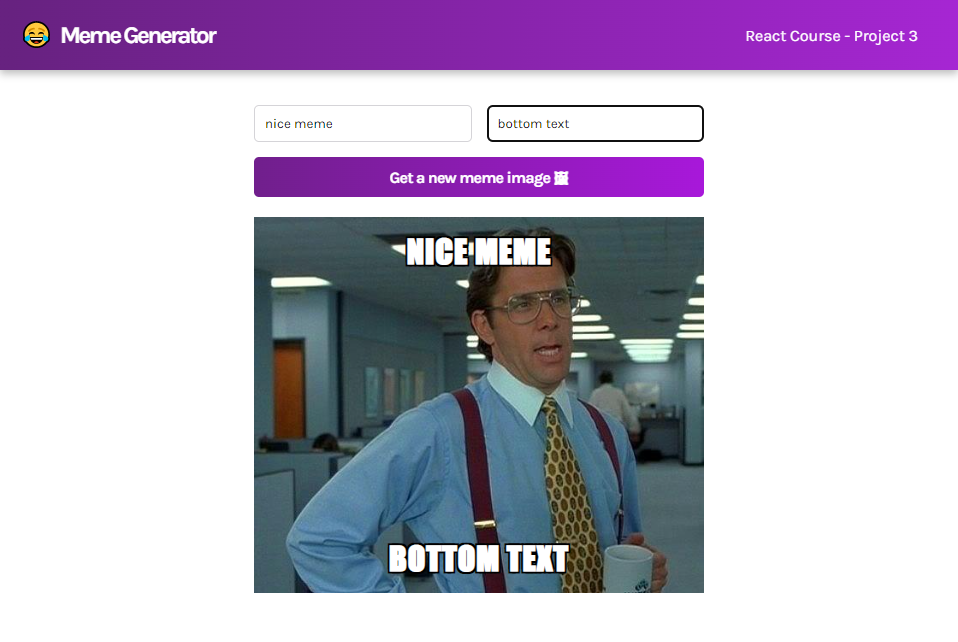 Meme Generator
React Course - Project 3
nice meme
bottom text
Get a new meme image 🖼
NICE MEME
BOTTOM TEXT